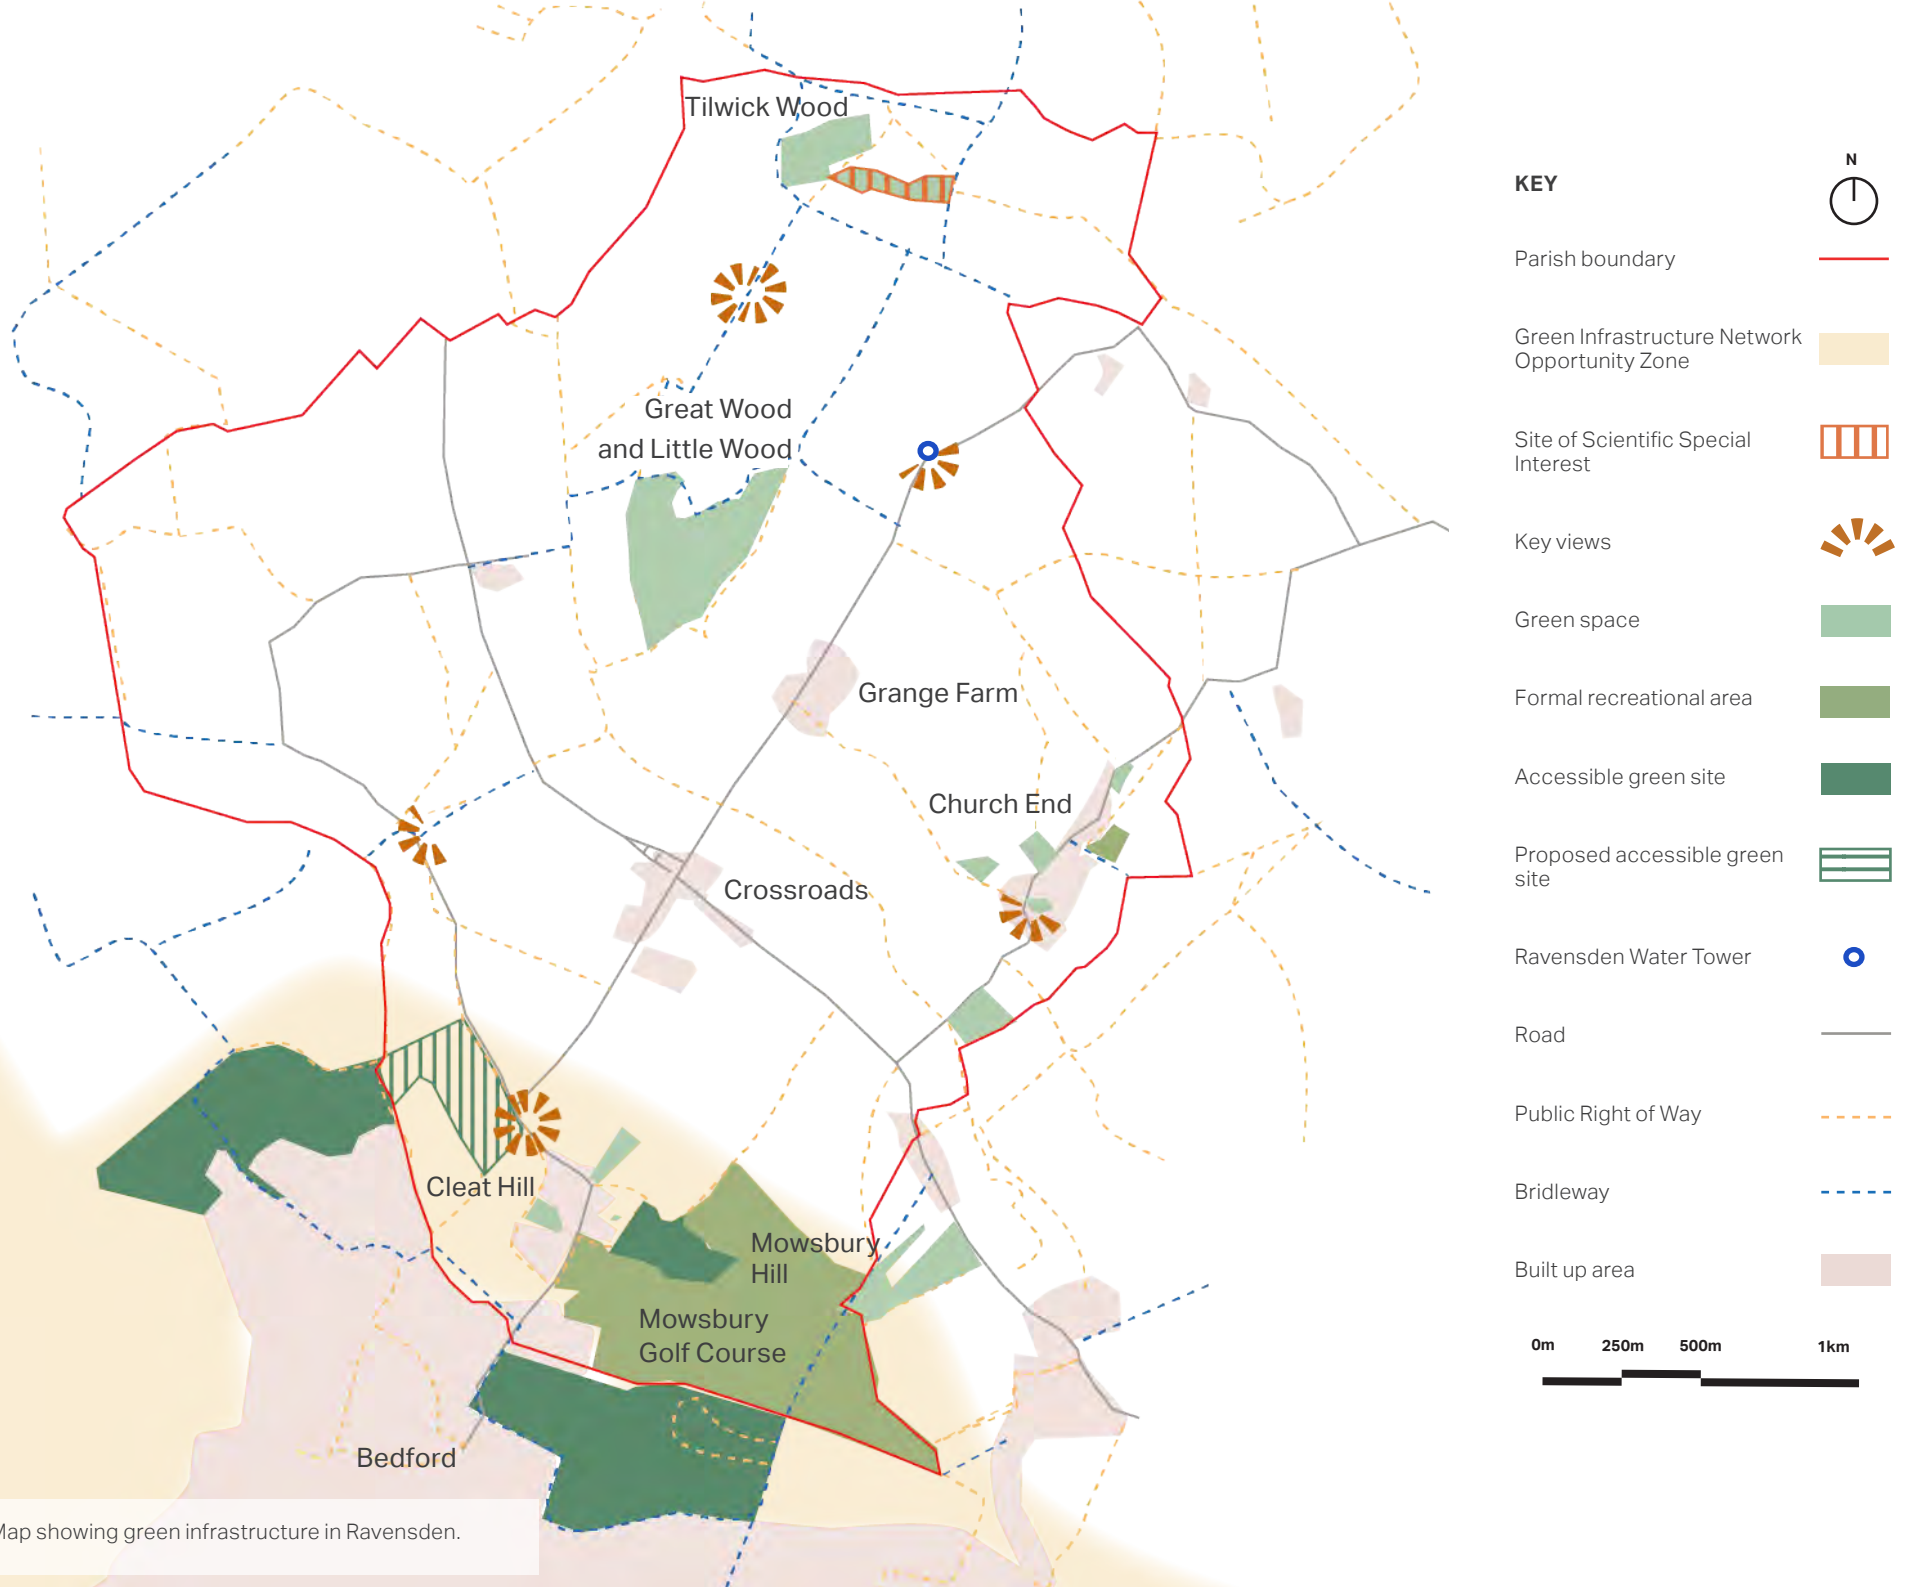 Tilwick Wood
Great Wood
and Little Wood
Grange Farm
Church End
Crossroads
Cleat Hill
Mowsbury
Hill
Mowsbury
Golf Course
Bedford
Map showing green infrastructure in Ravensden.
KEY
N
Parish boundary
Green Infrastructure Network
Opportunity Zone
Site of Scientific Special
Interest
Key views
Green space
Formal recreational area
Accessible green site
Proposed accessible green
site
Ravensden Water Tower
Road
Public Right of Way
Bridleway
Built up area
0m 250m 500m 1km